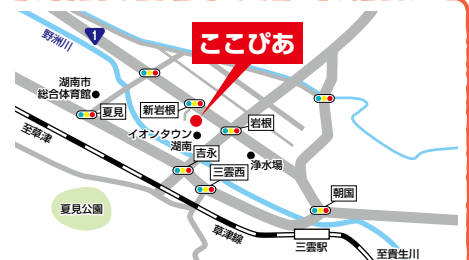 野洲川
1
ここぴあ
湖南市
総合体育館
夏見
新岩根
岩根
至草津
イオンタウン
湖南
吉永
浄水場
三雲西
朝国
夏見公園
草津線
三雲駅
至貴生川